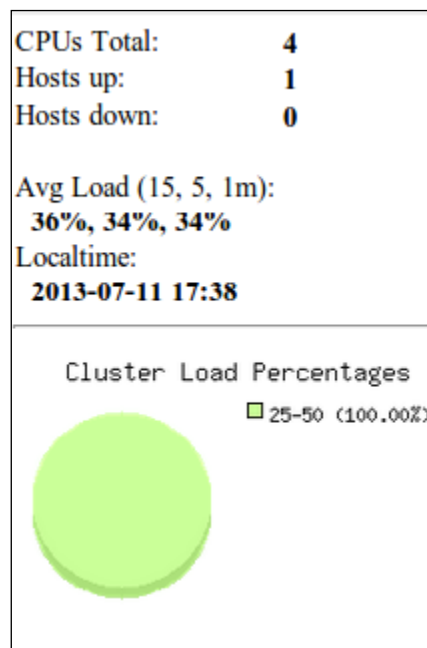 CPUs Total: 4
Hosts up: 1
Hosts down: 0
Avg Load (15, 5, 1m):
36%, 34%, 34%
Localtime:
2013-07-11 17:38
Cluster Load Percentages
25-50 (100.00%)